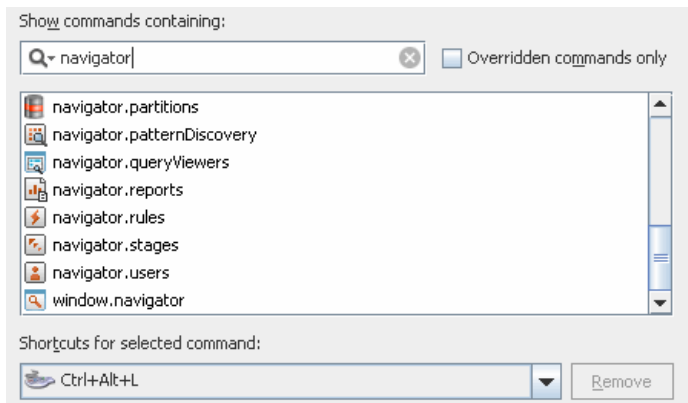 Show commands containing:
navigator
Overridden commands only
navigator.partitions
navigator.patternDiscovery
navigator.queryViewers
navigator.reports
navigator.rules
navigator.stages
navigator.users
window.navigator
Shortcuts for selected command:
Ctrl+Alt+L
Remove